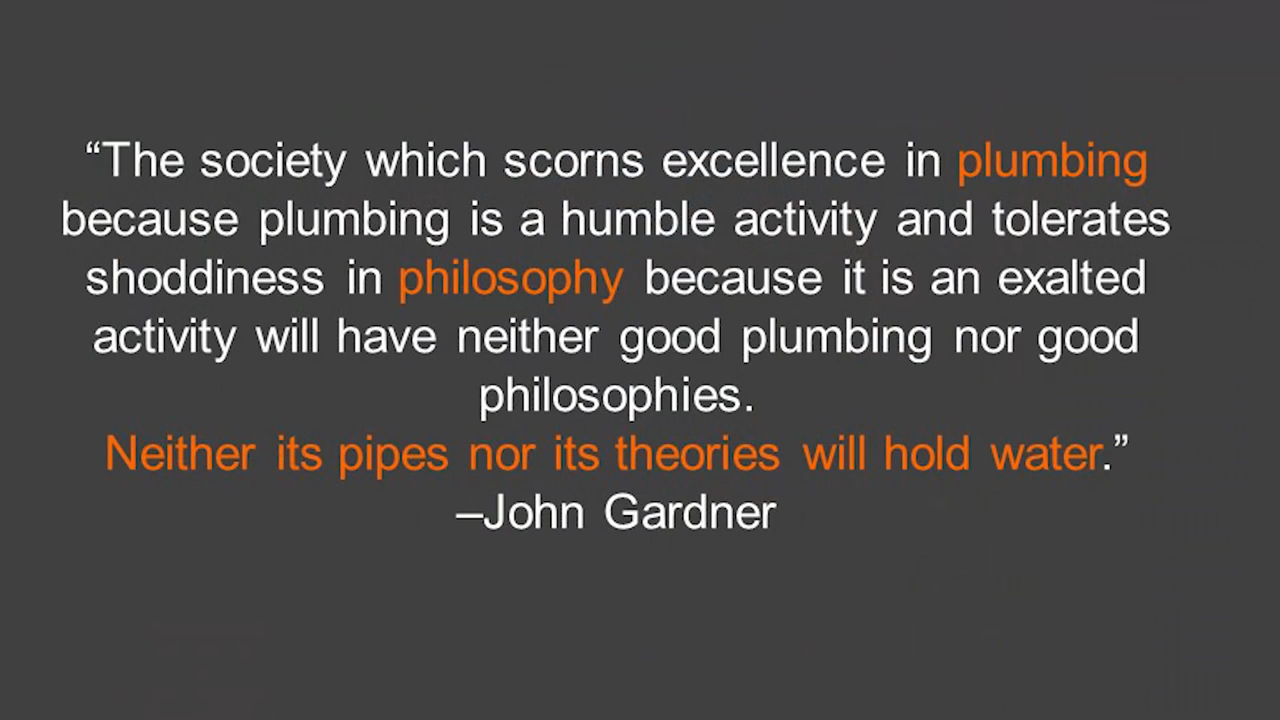 “The society which scorns excellence in plumbing
because plumbing is a humble activity and tolerates
shoddiness in philosophy because it is an exalted
activity will have neither good plumbing nor good
philosophies.
Neither its pipes nor its theories will hold water.”
–John Gardner